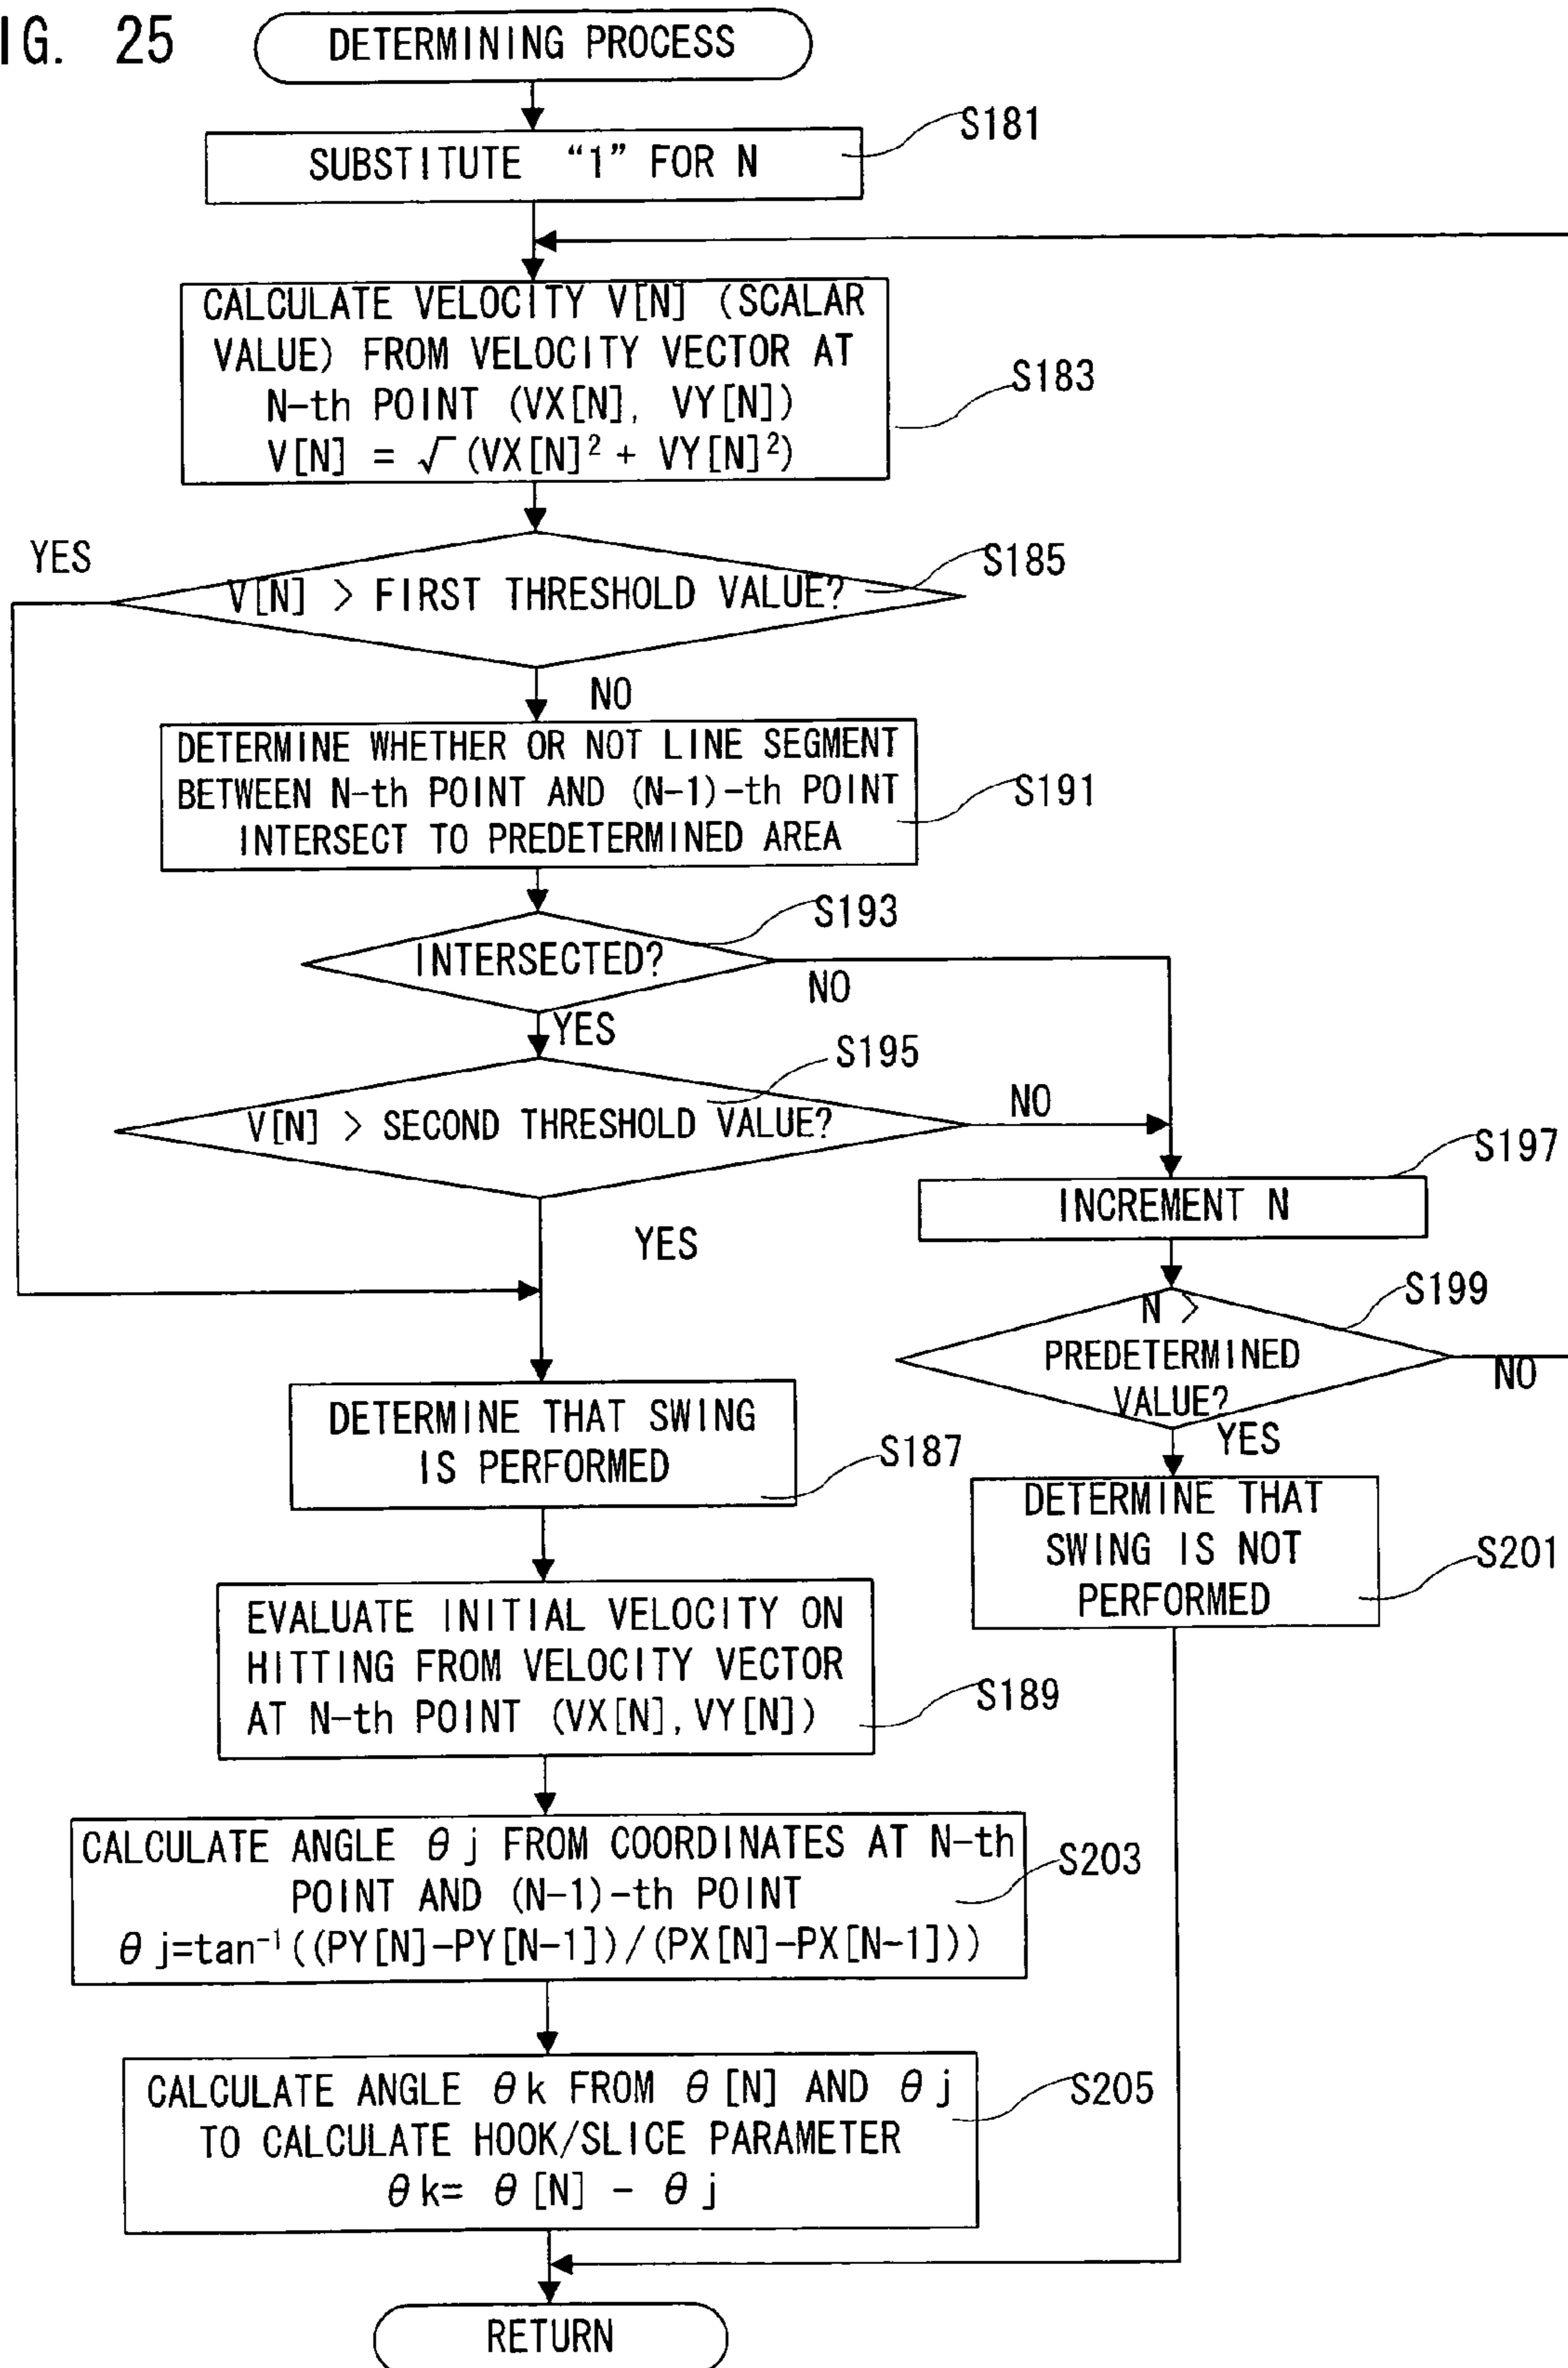 IG. 25
DETERMINING PROCESS
S181
SUBSTITUTE “1” FOR N
CALCULATE VELOCITY V[N] (SCALAR
VALUE) FROM VELOCITY VECTOR AT
N-th POINT (VX[N], VY[N])
V[N] = √(VX[N]² + VY[N]²)
S183
YES
V[N] > FIRST THRESHOLD VALUE?
S185
NO
DETERMINE WHETHER OR NOT LINE SEGMENT
BETWEEN N-th POINT AND (N-1)-th POINT
INTERSECT TO PREDETERMINED AREA
S191
S193
INTERSECTED?
NO
YES
S195
V[N] > SECOND THRESHOLD VALUE?
NO
S197
INCREMENT N
YES
S199
N >
PREDETERMINED
VALUE?
NO
YES
DETERMINE THAT SWING
IS PERFORMED
S187
DETERMINE THAT
SWING IS NOT
PERFORMED
S201
EVALUATE INITIAL VELOCITY ON
HITTING FROM VELOCITY VECTOR
AT N-th POINT (VX[N],VY[N])
S189
CALCULATE ANGLE θj FROM COORDINATES AT N-th
POINT AND (N-1)-th POINT
θj=tan⁻¹((PY[N]-PY[N-1])/(PX[N]-PX[N-1]))
S203
CALCULATE ANGLE θk FROM θ[N] AND θj
TO CALCULATE HOOK/SLICE PARAMETER
θk= θ[N] - θj
S205
RETURN